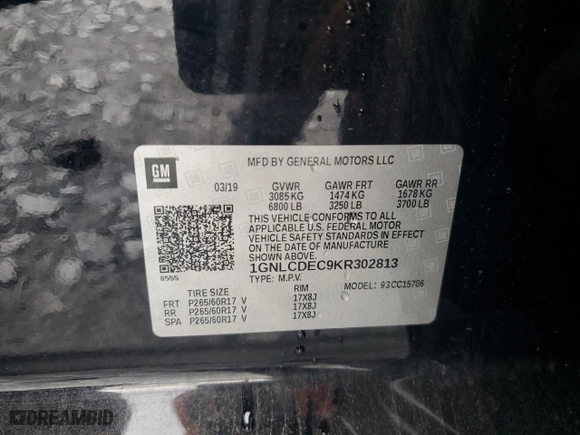 GM
MFD BY GENERAL MOTORS LLC
03/19 GVWR GAWR FRT GAWR RR
3085 KG 1474 KG 1678 KG
6800 LB 3250 LB 3700 LB
THIS VEHICLE CONFORMS TO ALL
APPLICABLE U.S. FEDERAL MOTOR
VEHICLE SAFETY STANDARDS IN EFFECT
ON THE DATE OF MANUFACTURE
SHOWN ABOVE.
8555
1GNLCDEC9KR302813
TYPE: M.P.V. MODEL: 93CC15706
TIRE SIZE RIM
FRT P265/60R17 V 17X8J
RR P265/60R17 V 17X8J
SPA P265/60R17 V 17X8J
DREAMBID